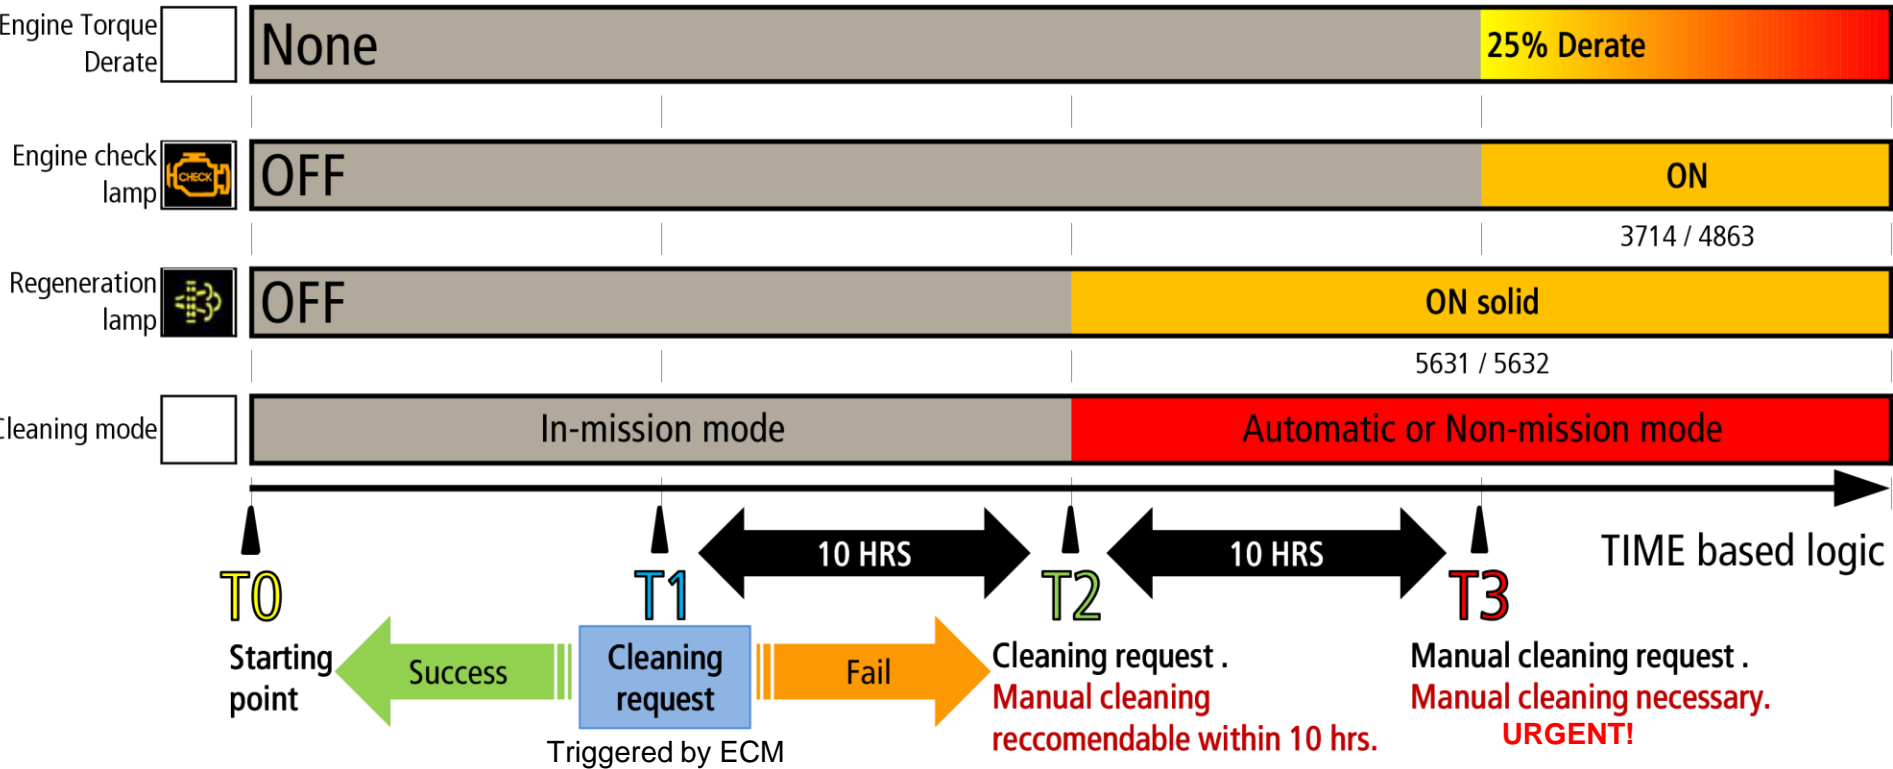 Engine Torque
Derate
None
25% Derate
Engine check
lamp
CHECK
OFF
ON
3714 / 4863
Regeneration
lamp
OFF
ON solid
5631 / 5632
Cleaning mode
In-mission mode
Automatic or Non-mission mode
10 HRS
10 HRS
TIME based logic
T0
T1
T2
T3
Starting
point
Success
Cleaning
request
Fail
Triggered by ECM
Cleaning request .
Manual cleaning
reccomendable within 10 hrs.
Manual cleaning request .
Manual cleaning necessary.
URGENT!